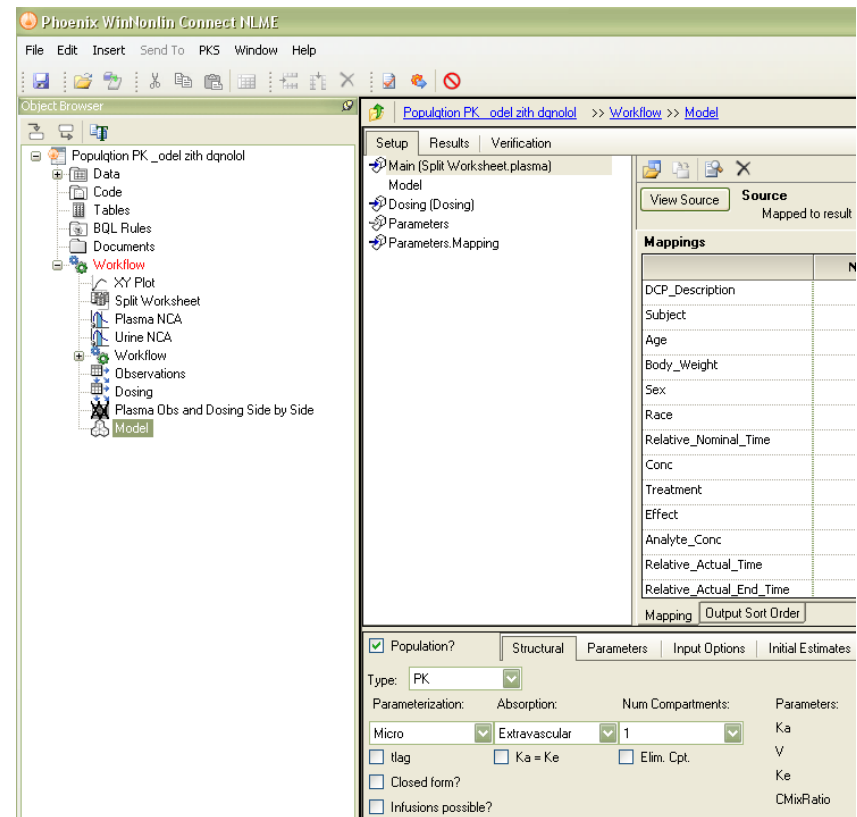 Phoenix WinNonlin Connect NLME
File Edit Insert Send To PKS Window Help
Object Browser
Populqtion PK _odel zith dqnolol >> Workflow >> Model
Setup Results Verification
Populqtion PK _odel zith dqnolol
Data
Code
Tables
BQL Rules
Documents
Workflow
XY Plot
Split Worksheet
Plasma NCA
Urine NCA
Workflow
Observations
Dosing
Plasma Obs and Dosing Side by Side
Model
Main (Split Worksheet.plasma)
Model
Dosing (Dosing)
Parameters
Parameters.Mapping
View Source Source
Mapped to result
Mappings
N
DCP_Description
Subject
Age
Body_Weight
Sex
Race
Relative_Nominal_Time
Conc
Treatment
Effect
Analyte_Conc
Relative_Actual_Time
Relative_Actual_End_Time
Mapping Output Sort Order
Population? Structural Parameters Input Options Initial Estimates
Type: PK
Parameterization: Absorption: Num Compartments: Parameters:
Micro Extravascular 1 Ka
tlag Ka = Ke Elim. Cpt. V
Closed form? Ke
Infusions possible? CMixRatio